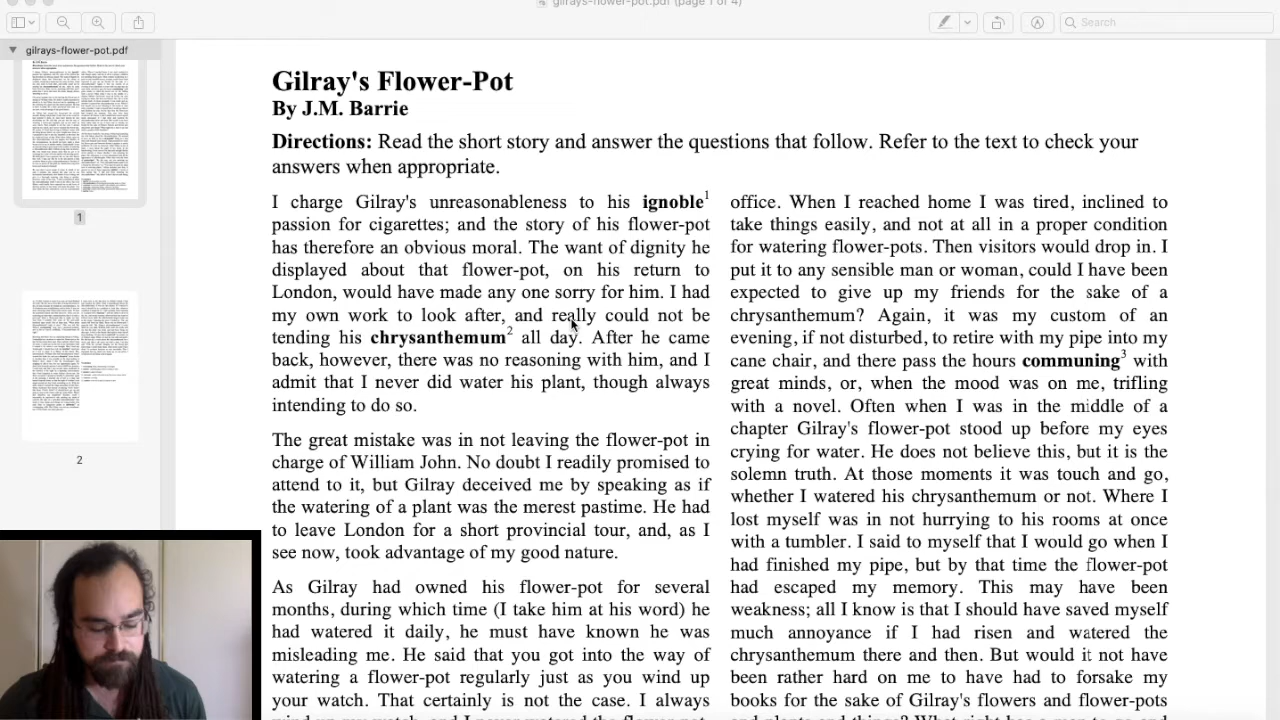 gilrays-flower-pot.pdf (page 1 of 4)
Search
gilrays-flower-pot.pdf
1
2
Gilray's Flower-Pot
By J.M. Barrie
Directions: Read the short story and answer the questions that follow. Refer to the text to check your
answers when appropriate.
I charge Gilray's unreasonableness to his ignoble1
passion for cigarettes; and the story of his flower-pot
has therefore an obvious moral. The want of dignity he
displayed about that flower-pot, on his return to
London, would have made any one sorry for him. I had
my own work to look after, and really could not be
tending his chrysanthemum all day. After he came
back, however, there was no reasoning with him, and I
admit that I never did water his plant, though always
intending to do so.
The great mistake was in not leaving the flower-pot in
charge of William John. No doubt I readily promised to
attend to it, but Gilray deceived me by speaking as if
the watering of a plant was the merest pastime. He had
to leave London for a short provincial tour, and, as I
see now, took advantage of my good nature.
As Gilray had owned his flower-pot for several
months, during which time (I take him at his word) he
had watered it daily, he must have known he was
misleading me. He said that you got into the way of
watering a flower-pot regularly just as you wind up
your watch. That certainly is not the case. I always
wind up my watch, and I never watered the flower-pot.
office. When I reached home I was tired, inclined to
take things easily, and not at all in a proper condition
for watering flower-pots. Then visitors would drop in. I
put it to any sensible man or woman, could I have been
expected to give up my friends for the sake of a
chrysanthemum? Again, it was my custom of an
evening, if not disturbed, to retire with my pipe into my
cane chair, and there pass the hours communing3 with
great minds, or, when the mood was on me, trifling
with a novel. Often when I was in the middle of a
chapter Gilray's flower-pot stood up before my eyes
crying for water. He does not believe this, but it is the
solemn truth. At those moments it was touch and go,
whether I watered his chrysanthemum or not. Where I
lost myself was in not hurrying to his rooms at once
with a tumbler. I said to myself that I would go when I
had finished my pipe, but by that time the flower-pot
had escaped my memory. This may have been
weakness; all I know is that I should have saved myself
much annoyance if I had risen and watered the
chrysanthemum there and then. But would it not have
been rather hard on me to have had to forsake my
books for the sake of Gilray's flowers and flower-pots
and plants and things? What right has a man to go and